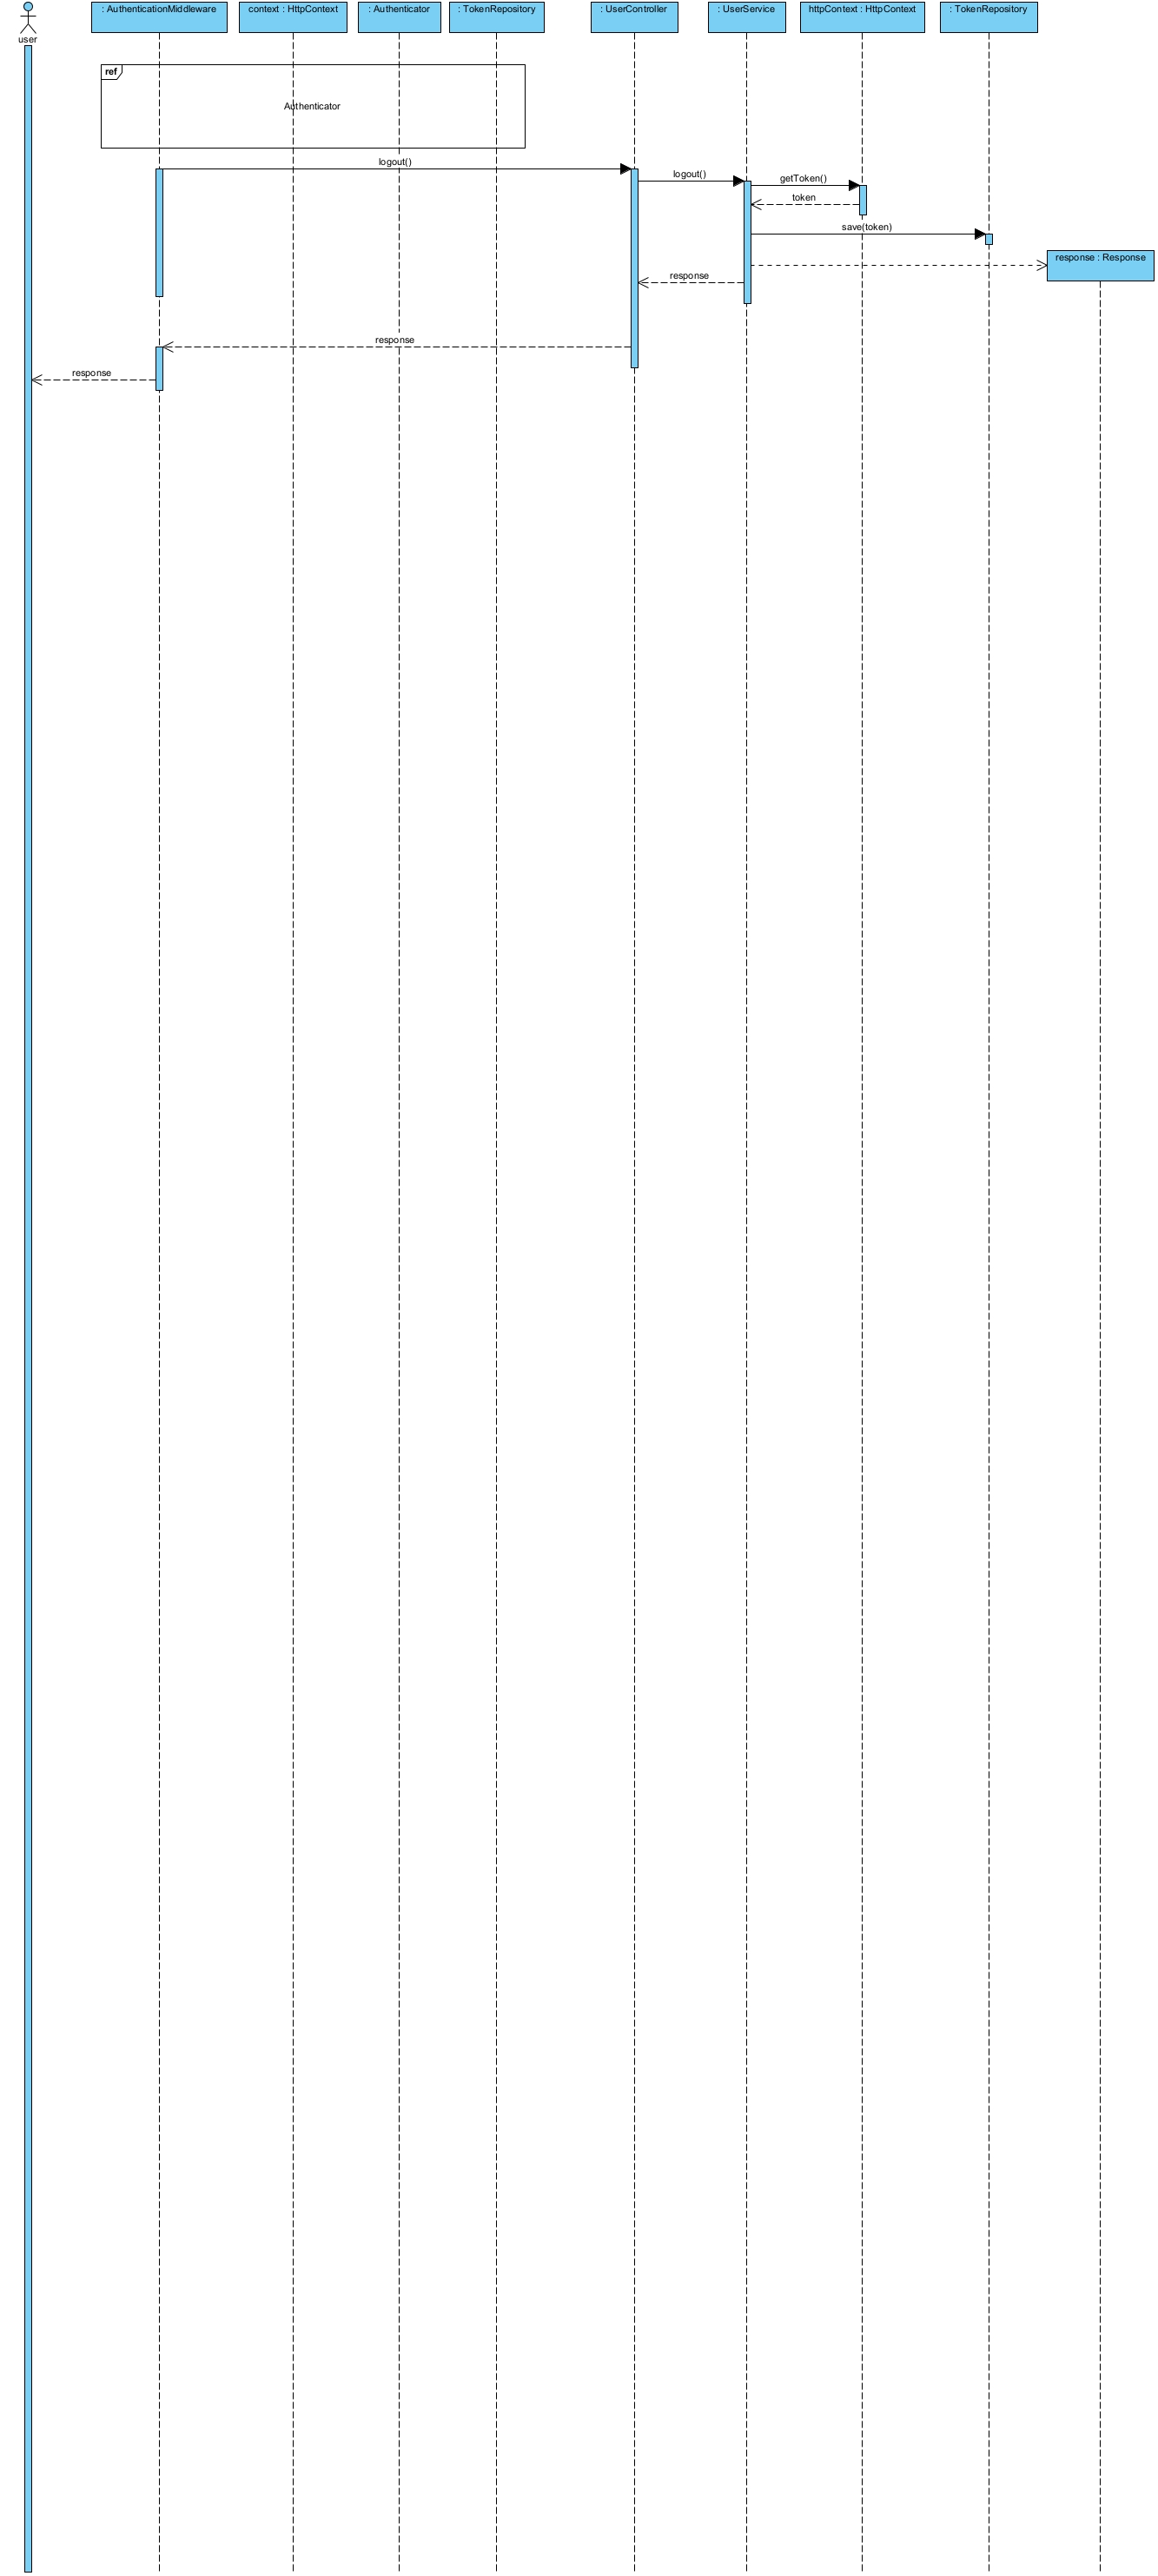 user
: AuthenticationMiddleware
context : HttpContext
: Authenticator
: TokenRepository
: UserController
: UserService
httpContext : HttpContext
: TokenRepository
ref
Authenticator
logout()
logout()
getToken()
token
save(token)
response : Response
response
response
response